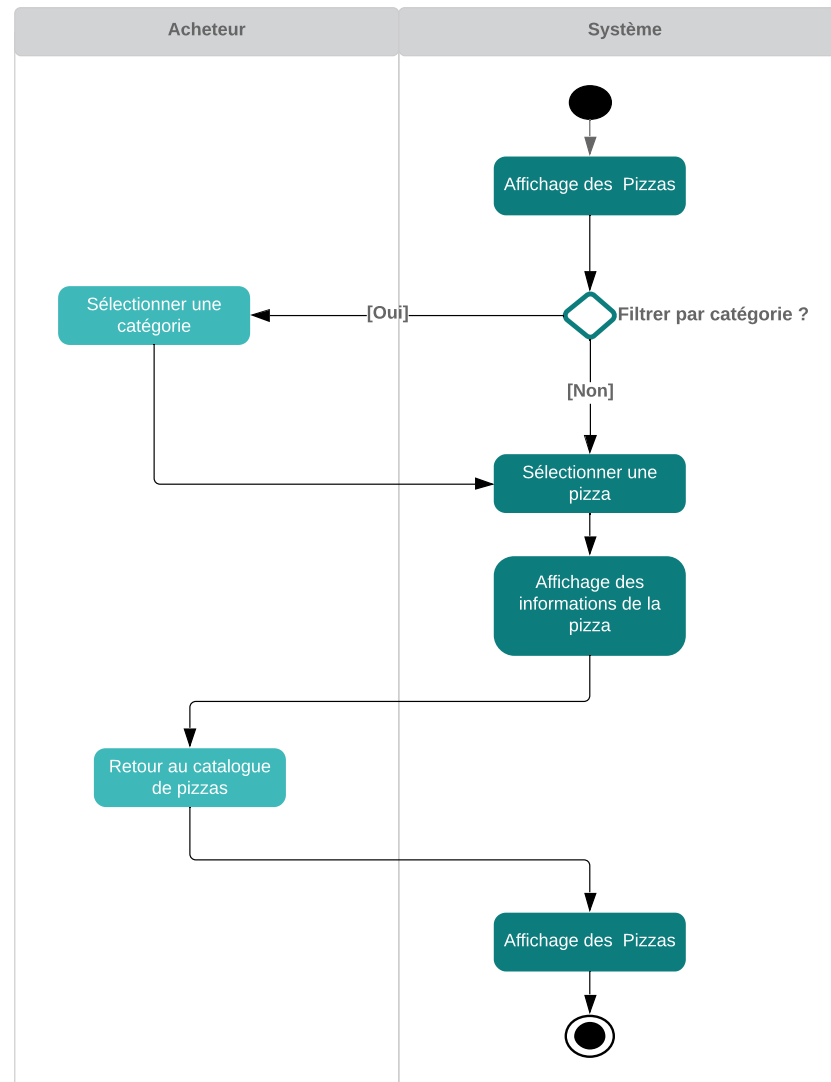 Acheteur
Système
Affichage des  Pizzas
Sélectionner une
catégorie
[Oui]
Filtrer par catégorie ?
[Non]
Sélectionner une
pizza
Affichage des
informations de la
pizza
Retour au catalogue
de pizzas
Affichage des  Pizzas